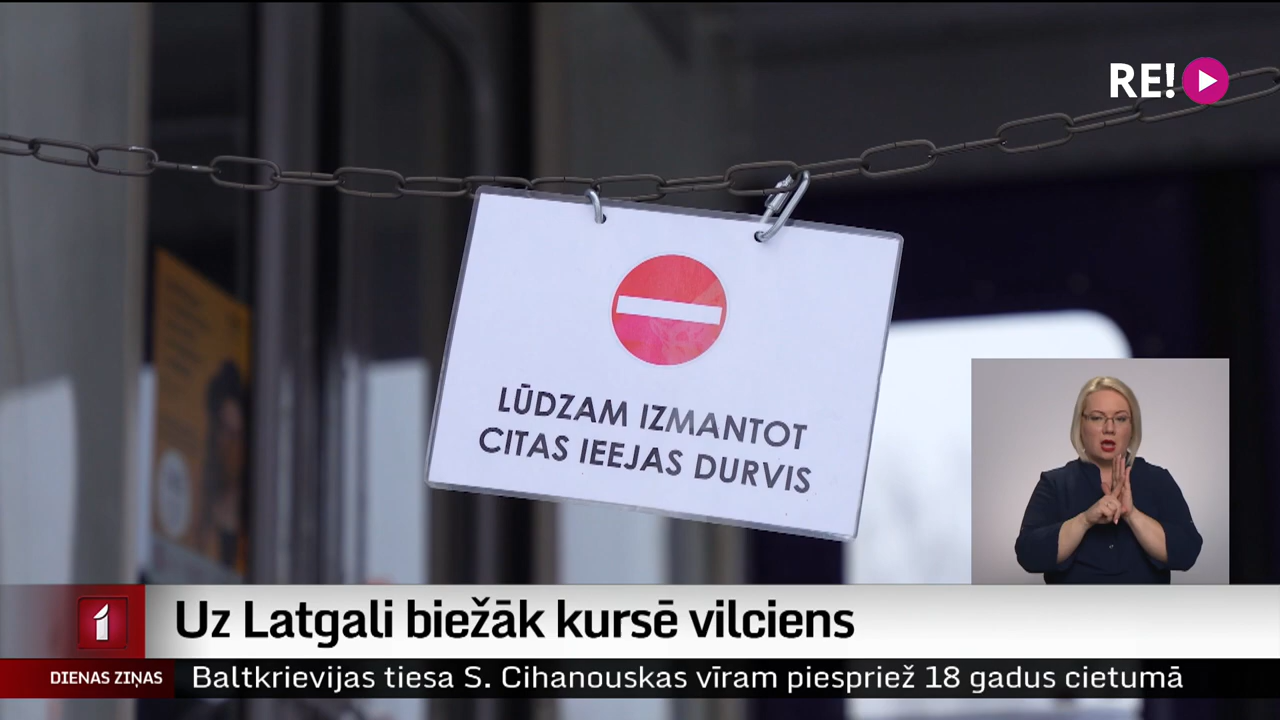 RE!
LŪDZAM IZMANTOT
CITAS IEEJAS DURVIS
1
Uz Latgali biežāk kursē vilciens
DIENAS ZIŅAS
Baltkrievijas tiesa S. Cihanouskas vīram piespriež 18 gadus cietumā